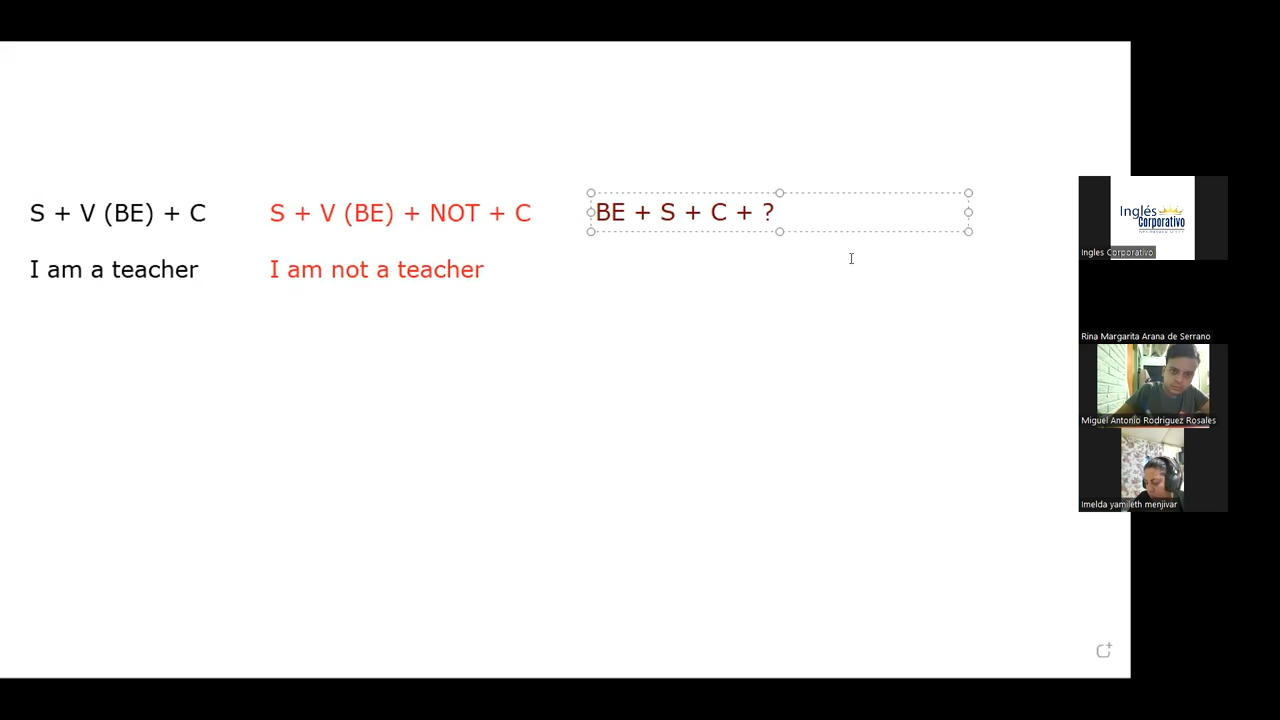 S + V (BE) + C
S + V (BE) + NOT + C
BE + S + C + ?
I am a teacher
I am not a teacher
Inglés
Corporativo
Ingles Corporativo
Rina Margarita Arana de Serrano
Miguel Antonio Rodriguez Rosales
Imelda yamileth menjivar